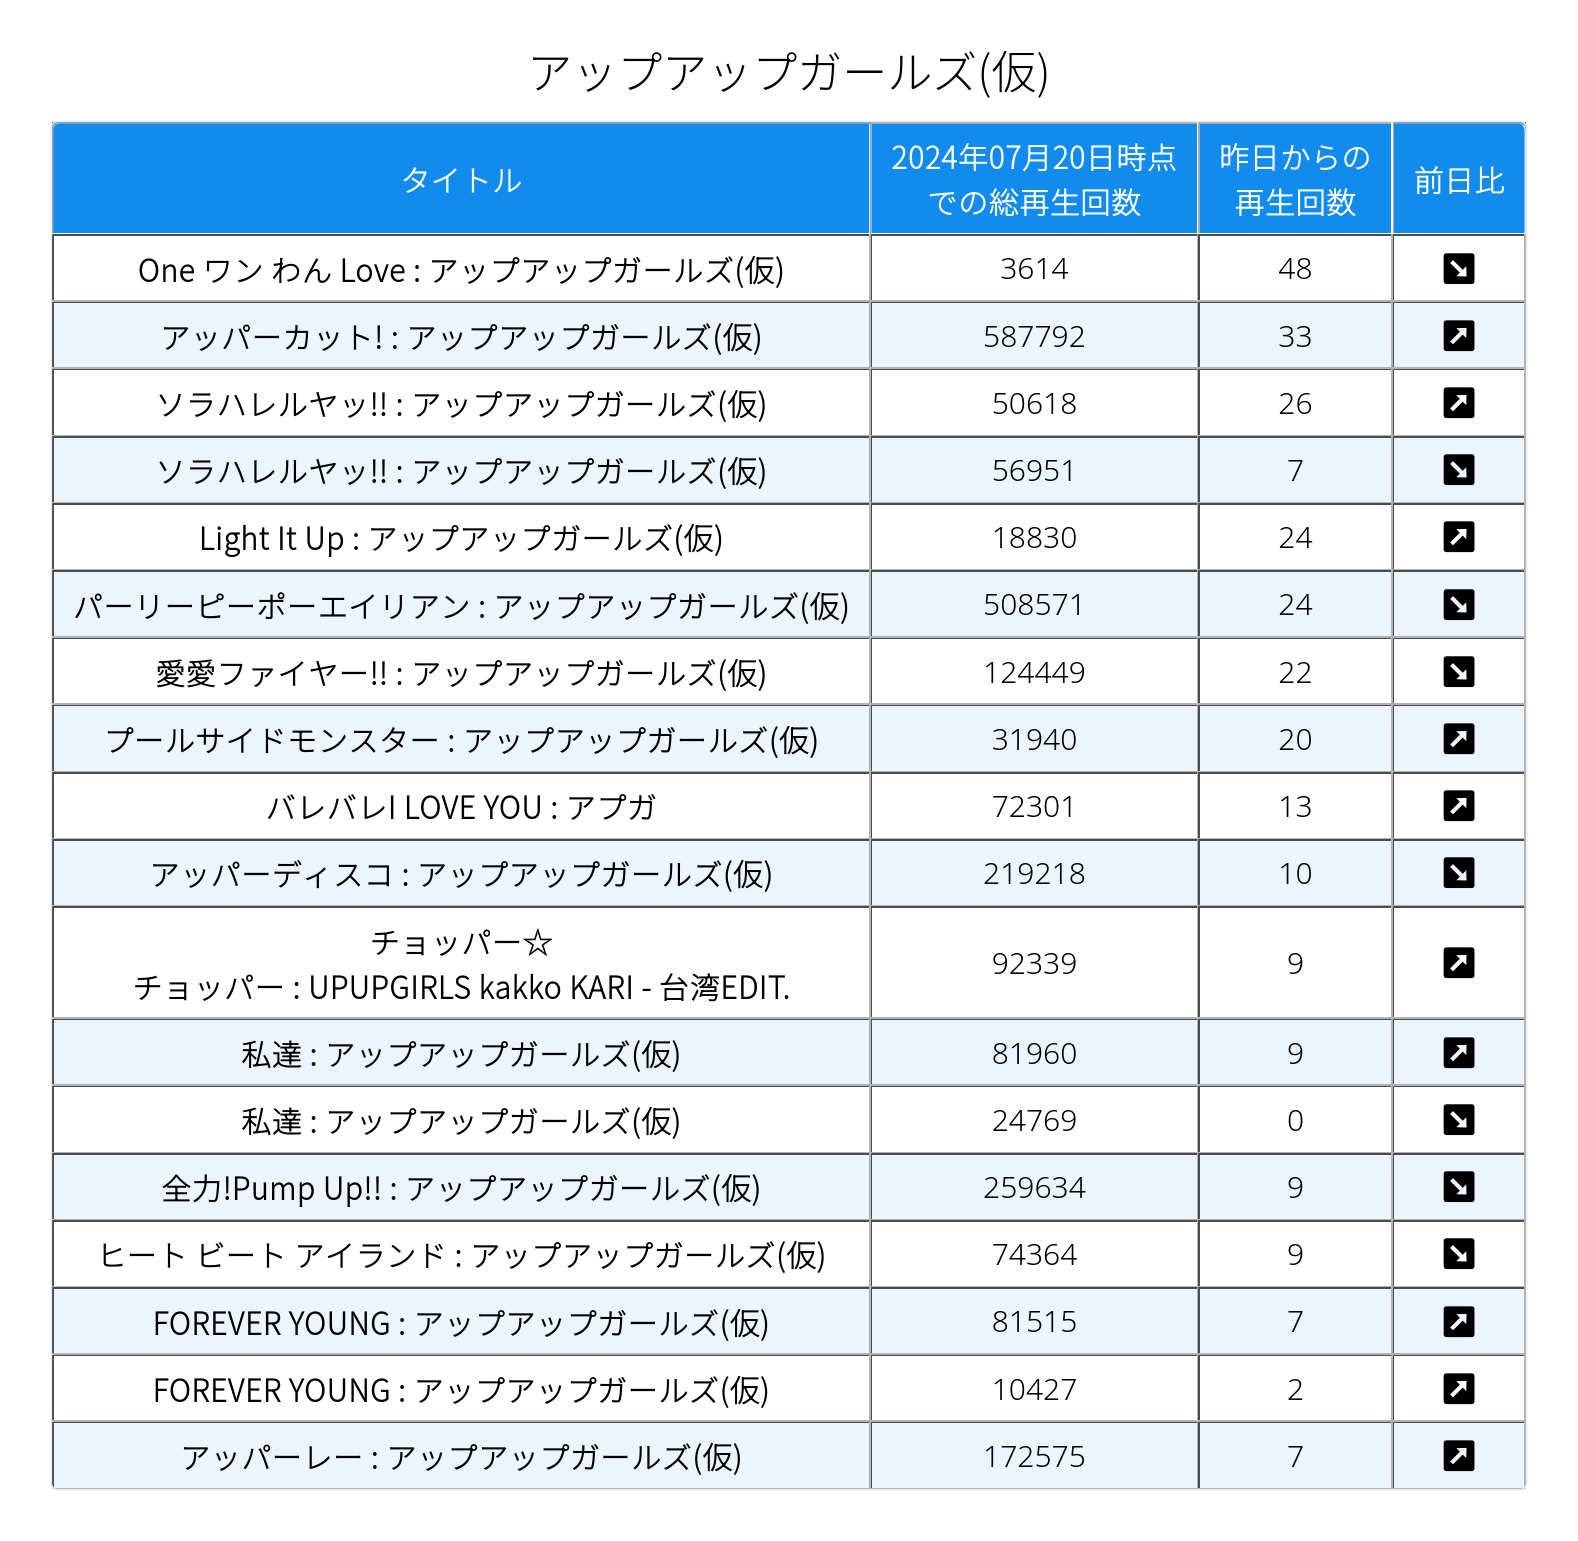 アップアップガールズ(仮)
タイトル
2024年07月20日時点
での総再生回数
昨日からの
再生回数
前日比
One ワン わん Love : アップアップガールズ(仮) 3614 48
アッパーカット! : アップアップガールズ(仮) 587792 33
ソラハレルヤッ!! : アップアップガールズ(仮) 50618 26
ソラハレルヤッ!! : アップアップガールズ(仮) 56951 7
Light It Up : アップアップガールズ(仮) 18830 24
パーリーピーポーエイリアン : アップアップガールズ(仮) 508571 24
愛愛ファイヤー!! : アップアップガールズ(仮) 124449 22
プールサイドモンスター : アップアップガールズ(仮) 31940 20
バレバレI LOVE YOU : アプガ 72301 13
アッパーディスコ : アップアップガールズ(仮) 219218 10
チョッパー☆
チョッパー : UPUPGIRLS kakko KARI - 台湾EDIT. 92339 9
私達 : アップアップガールズ(仮) 81960 9
私達 : アップアップガールズ(仮) 24769 0
全力!Pump Up!! : アップアップガールズ(仮) 259634 9
ヒート ビート アイランド : アップアップガールズ(仮) 74364 9
FOREVER YOUNG : アップアップガールズ(仮) 81515 7
FOREVER YOUNG : アップアップガールズ(仮) 10427 2
アッパーレー : アップアップガールズ(仮) 172575 7